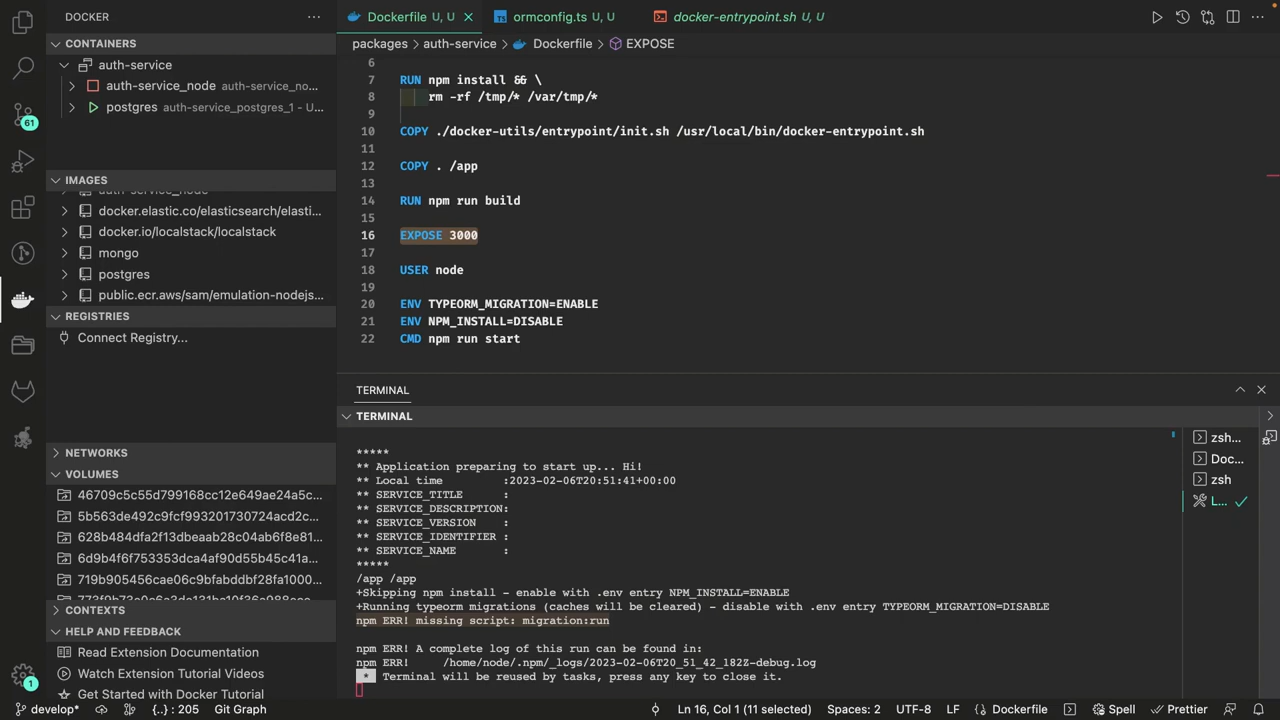 DOCKER
CONTAINERS
auth-service
auth-service_node auth-service_no...
postgres auth-service_postgres_1 - U...
IMAGES
auth-service_node
docker.elastic.co/elasticsearch/elasti...
docker.io/localstack/localstack
mongo
postgres
public.ecr.aws/sam/emulation-nodejs...
REGISTRIES
Connect Registry...
NETWORKS
VOLUMES
46709c5c55d799168cc12e649ae24a5c...
5b563de492c9fcf993201730724acd2c...
628b484dfa2f13dbeaab28c04ab6f8e81...
6d9b4f6f753353dca4af90d55b45a31...
719b905456cae06c9bfabddbf28fa1000...
CONTEXTS
HELP AND FEEDBACK
Read Extension Documentation
Watch Extension Tutorial Videos
Get Started with Docker Tutorial
61
1
Dockerfile U, U
ormconfig.ts U, U
docker-entrypoint.sh U, U
packages > auth-service > Dockerfile > EXPOSE
6
7 RUN npm install && \
8 rm -rf /tmp/* /var/tmp/*
9
10 COPY ./docker-utils/entrypoint/init.sh /usr/local/bin/docker-entrypoint.sh
11
12 COPY . /app
13
14 RUN npm run build
15
16 EXPOSE 3000
17
18 USER node
19
20 ENV TYPEORM_MIGRATION=ENABLE
21 ENV NPM_INSTALL=DISABLE
22 CMD npm run start
TERMINAL
TERMINAL
*****
** Application preparing to start up... Hi!
** Local time :2023-02-06T20:51:41+00:00
** SERVICE_TITLE :
** SERVICE_DESCRIPTION:
** SERVICE_VERSION :
** SERVICE_IDENTIFIER :
** SERVICE_NAME :
*****
/app /app
+Skipping npm install - enable with .env entry NPM_INSTALL=ENABLE
+Running typeorm migrations (caches will be cleared) - disable with .env entry TYPEORM_MIGRATION=DISABLE
npm ERR! missing script: migration:run
npm ERR! A complete log of this run can be found in:
npm ERR! /home/node/.npm/_logs/2023-02-06T20_51_42_182Z-debug.log
* Terminal will be reused by tasks, press any key to close it.
zsh...
Doc...
zsh
L...
develop*
{..} : 205
Git Graph
Ln 16, Col 1 (11 selected)
Spaces: 2
UTF-8
LF
Dockerfile
Spell
Prettier